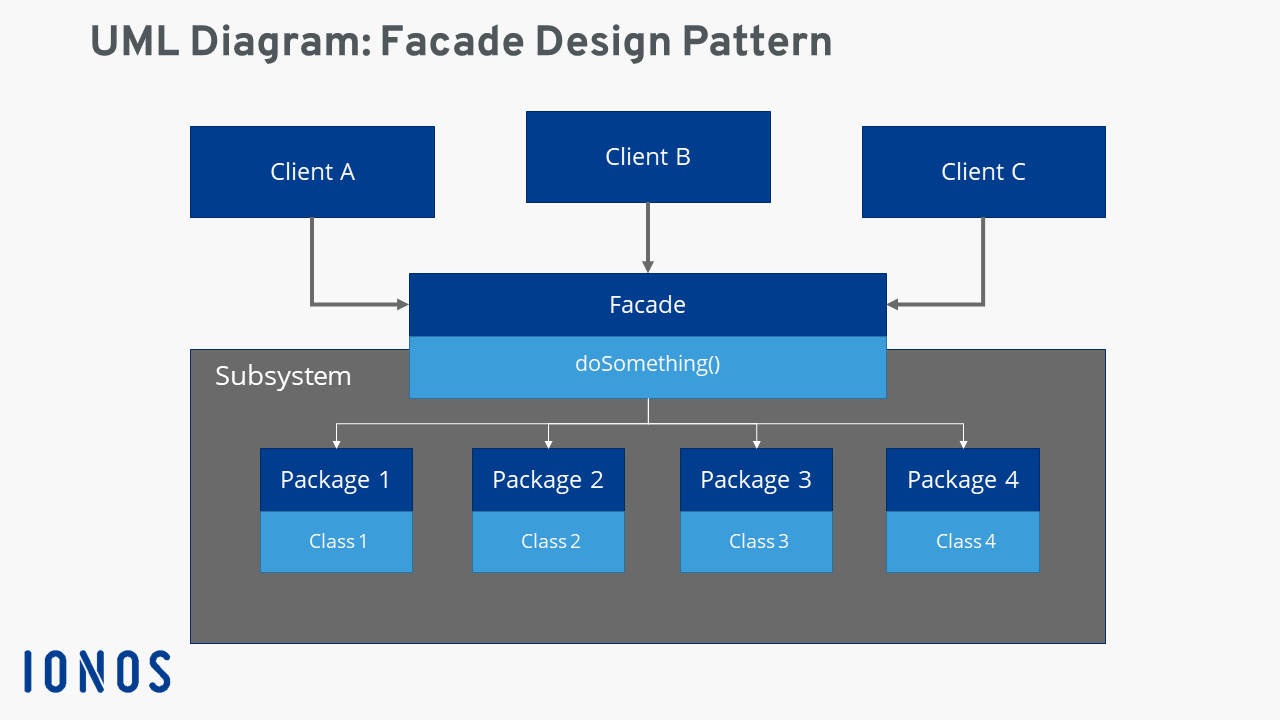 UML Diagram: Facade Design Pattern
Client A
Client B
Client C
Facade
doSomething()
Subsystem
Package 1
Package 2
Package 3
Package 4
Class 1
Class 2
Class 3
Class 4
IONOS